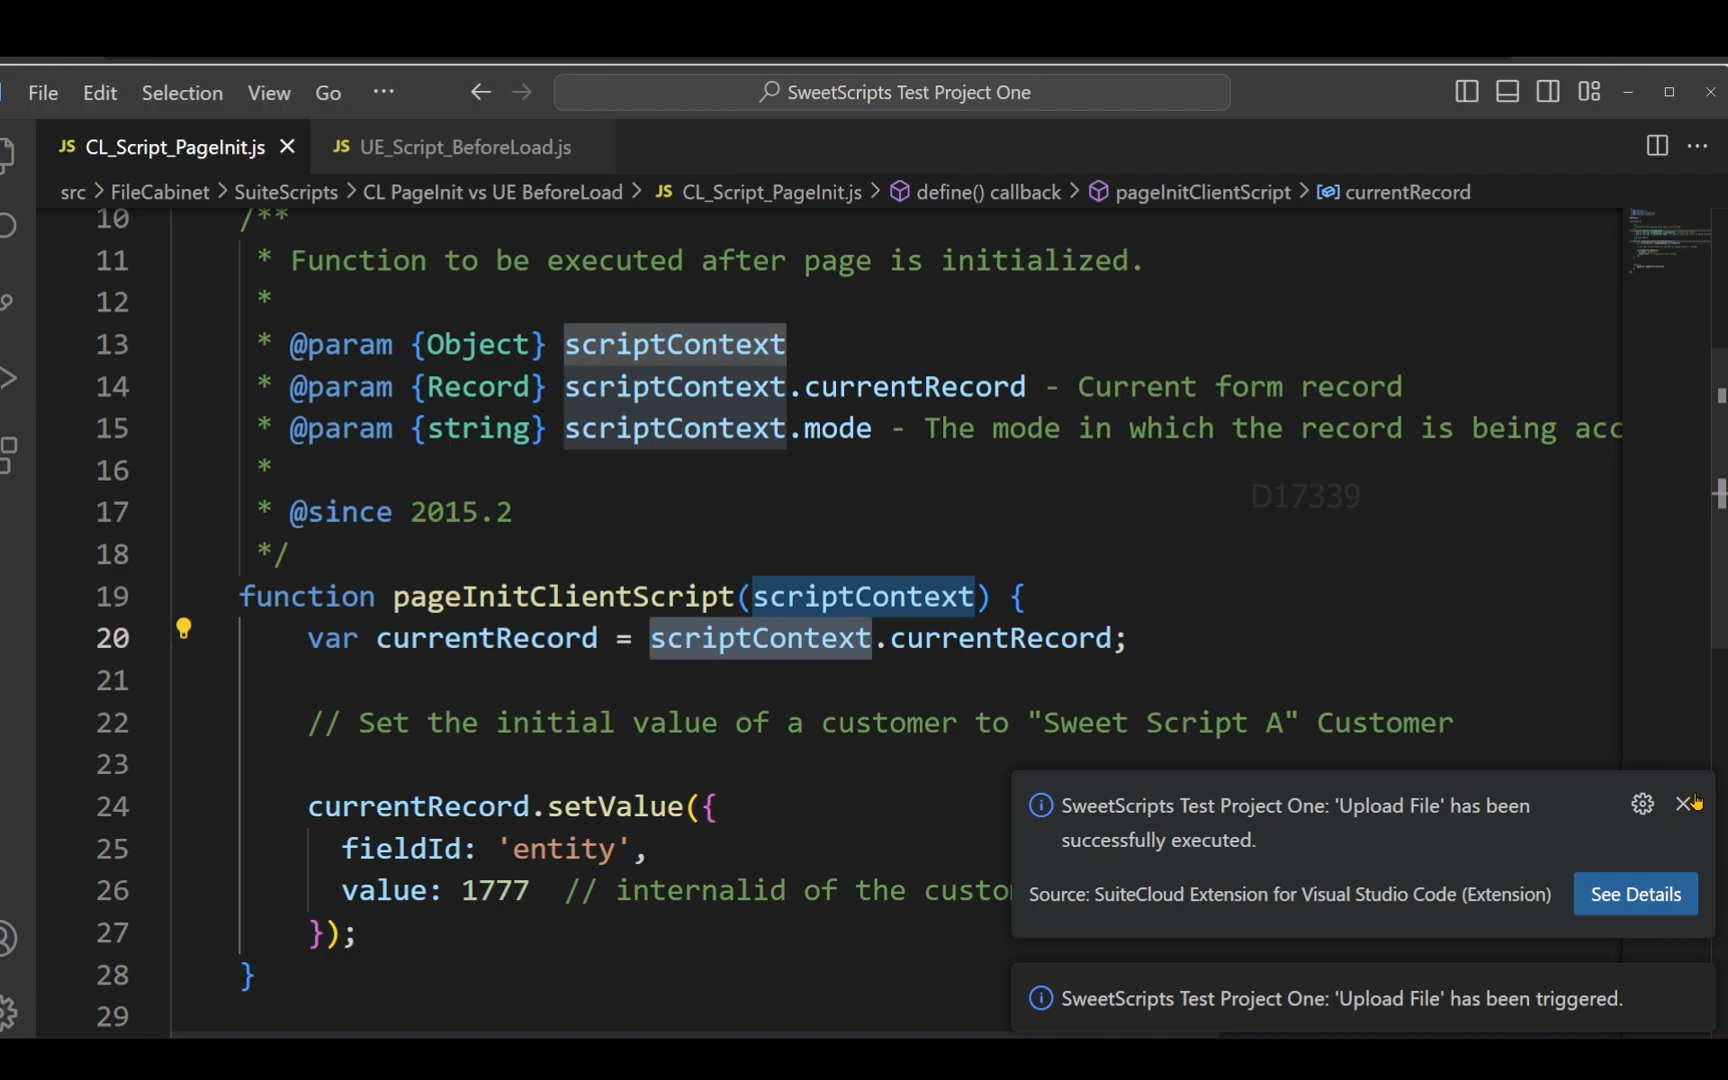 File Edit Selection View Go ··· SweetScripts Test Project One
JS CL_Script_PageInit.js JS UE_Script_BeforeLoad.js
src > FileCabinet > SuiteScripts > CL PageInit vs UE BeforeLoad > JS CL_Script_PageInit.js > define() callback > pageInitClientScript > currentRecord
10 /**
11 * Function to be executed after page is initialized.
12 *
13 * @param {Object} scriptContext
14 * @param {Record} scriptContext.currentRecord - Current form record
15 * @param {string} scriptContext.mode - The mode in which the record is being acc
16 *
D17339
17 * @since 2015.2
18 */
19 function pageInitClientScript(scriptContext) {
20 var currentRecord = scriptContext.currentRecord;
21
22 // Set the initial value of a customer to "Sweet Script A" Customer
23
24 currentRecord.setValue({
25 fieldId: 'entity',
26 value: 1777 // internalid of the custo
27 });
28 }
29
SweetScripts Test Project One: 'Upload File' has been
successfully executed.
Source: SuiteCloud Extension for Visual Studio Code (Extension) See Details
SweetScripts Test Project One: 'Upload File' has been triggered.